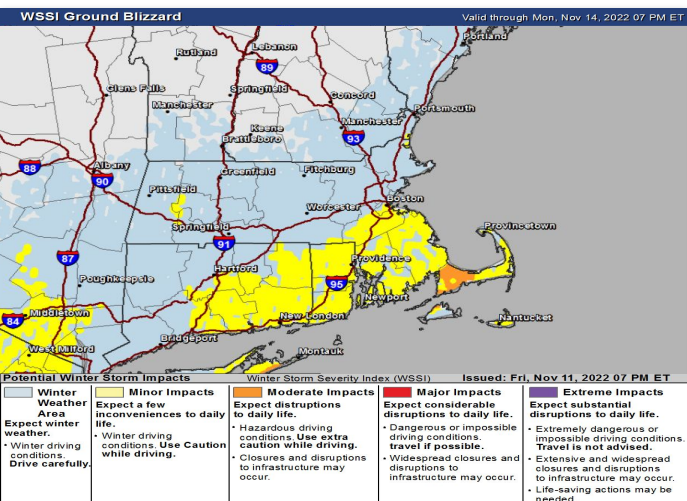 WSSI Ground Blizzard
Valid through Mon, Nov 14, 2022 07 PM ET
Portland
Rutland
Lebanon
89
Glens Falls
Springfield
Concord
Manchester
Portsmouth
Manchester
Keene
93
Brattleboro
88
Albany
90
Greenfield
Fitchburg
Pittsfield
Boston
Worcester
Springfield
Provincetown
91
87
Hartford
Providence
Poughkeepsie
95
Newport
84
Middletown
New London
Nantucket
Bridgeport
West Milford
Montauk
Potential Winter Storm Impacts
Winter Storm Severity Index (WSSI)
Issued: Fri, Nov 11, 2022 07 PM ET
Winter
Weather
Area
Expect winter
weather.
• Winter driving
conditions.
Drive carefully.
Minor Impacts
Expect a few
inconveniences to daily
life.
• Winter driving
conditions. Use Caution
while driving.
Moderate Impacts
Expect distruptions
to daily life.
• Hazardous driving
conditions. Use extra
caution while driving.
• Closures and disruptions
to infrastructure may
occur.
Major Impacts
Expect considerable
disruptions to daily life.
• Dangerous or impossible
driving conditions.
travel if possible.
• Widespread closures and
disruptions to
infrastructure may occur.
Extreme Impacts
Expect substantial
disruptions to daily life.
• Extremely dangerous or
impossible driving conditions.
Travel is not advised.
• Extensive and widespread
closures and disruptions
to infrastructure may occur.
• Life-saving actions may be
needed.